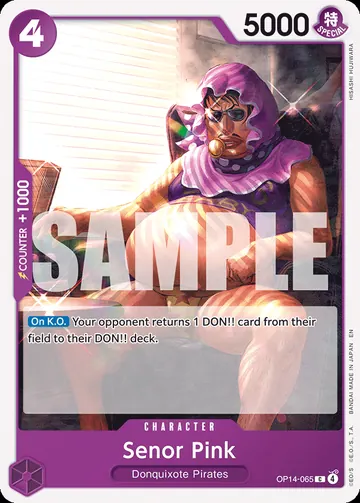 4
5000
特
SPECIAL
HISASHI MUJIWARA
COUNTER +1000
SAMPLE
On K.O. Your opponent returns 1 DON!! card from their
field to their DON!! deck.
CHARACTER
Senor Pink
Donquixote Pirates
OP14-065 C 4
©E.O/S. ©E.O./S., T.A. BANDAI MADE IN JAPAN EN